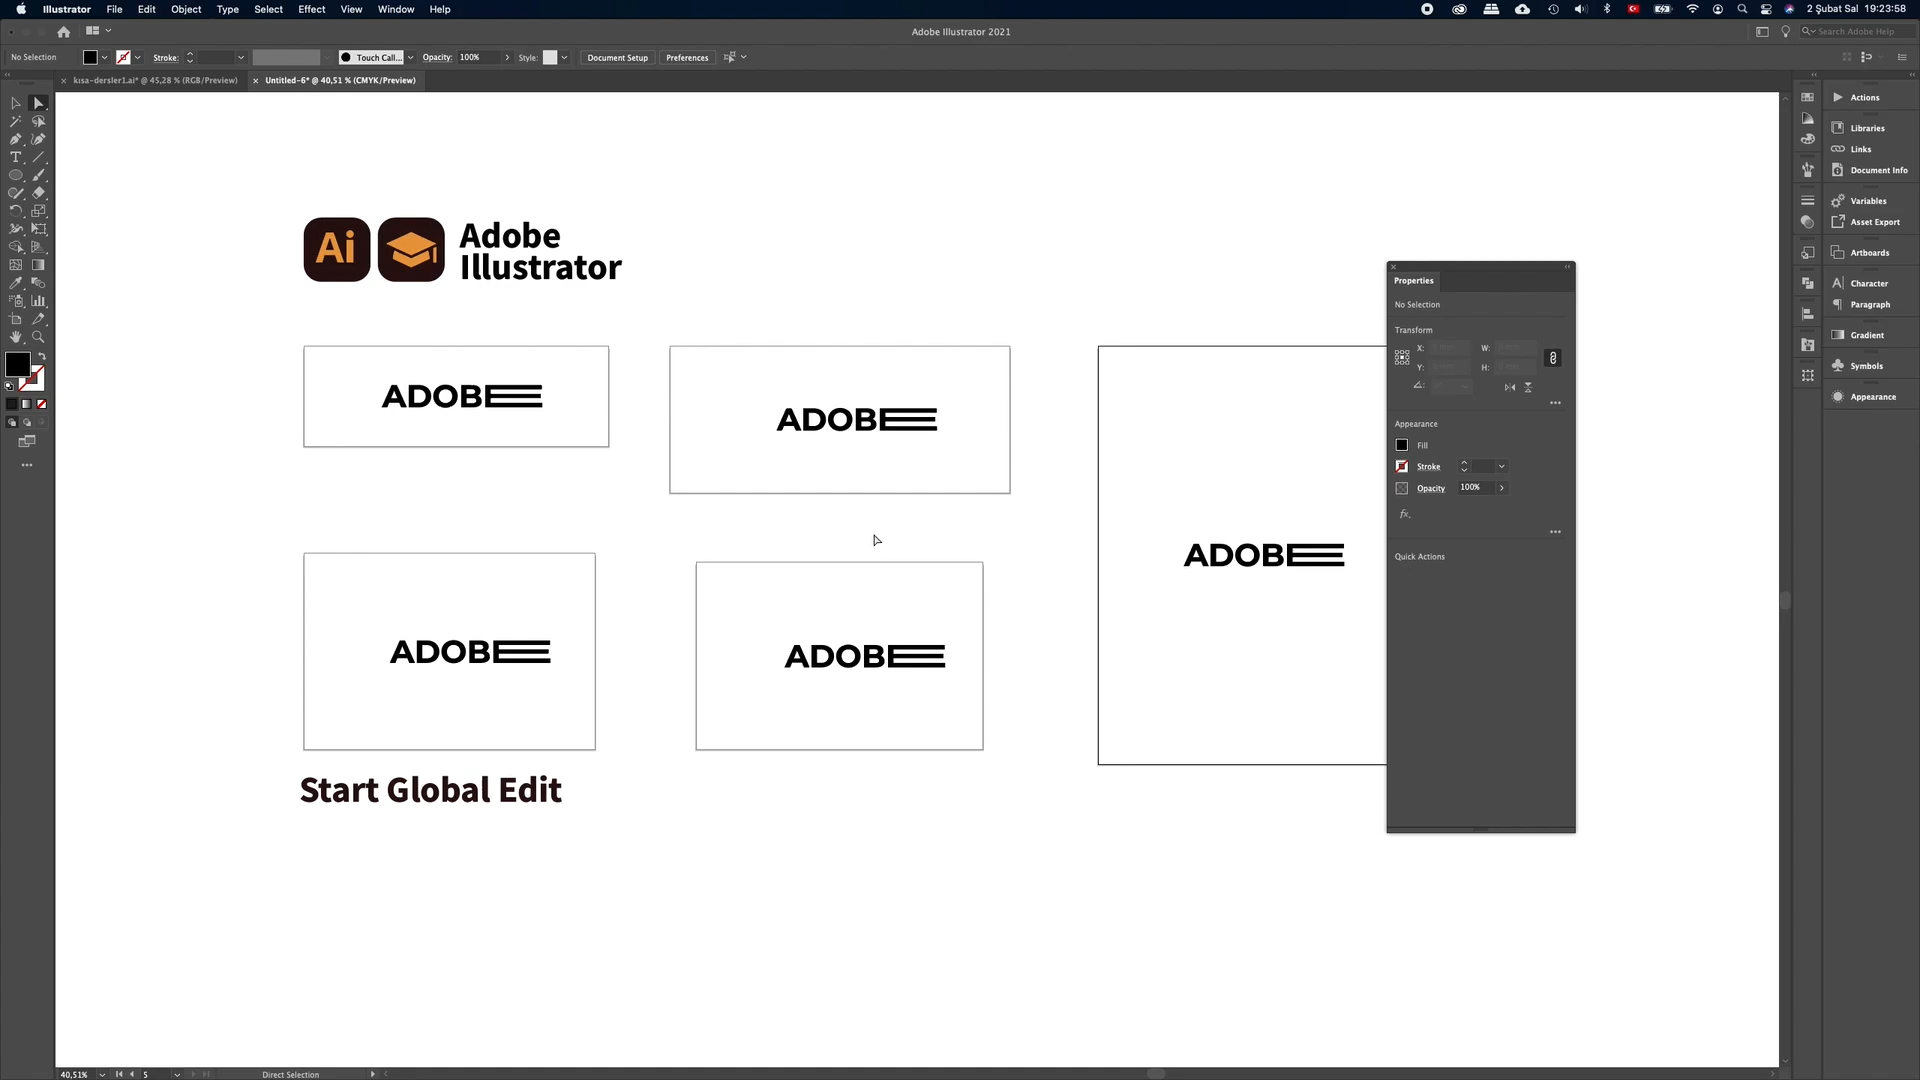 Illustrator File Edit Object Type Select Effect View Window Help
2 Şubat Sal 19:23:58
Adobe Illustrator 2021
Search Adobe Help
No Selection
Stroke:
Touch Call...
Opacity: 100%
Style:
Document Setup
Preferences
kısa-dersler1.ai* @ 45,28 % (RGB/Preview)
Untitled-6* @ 40,51 % (CMYK/Preview)
Ai
Adobe
Illustrator
ADOBE
ADOBE
ADOBE
ADOBE
ADOBE
Start Global Edit
Properties
No Selection
Transform
X:
W:
Y:
H:
Appearance
Fill
Stroke
Opacity 100%
fx.
Quick Actions
Actions
Libraries
Links
Document Info
Variables
Asset Export
Artboards
Character
Paragraph
Gradient
Symbols
Appearance
40,51%
5
Direct Selection